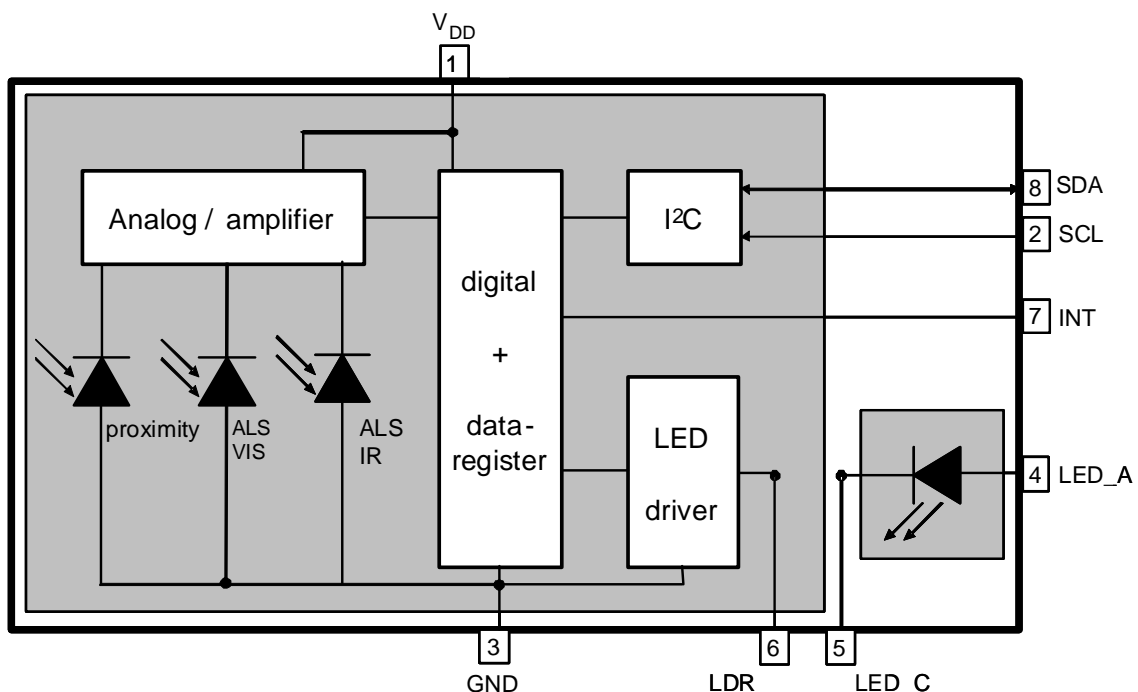 VDD
1
8 SDA
Analog / amplifier
I²C
2 SCL
digital
7 INT
+
proximity
ALS
VIS
ALS
IR
data-
register
LED
driver
4 LED_A
3
6
5
GND
LDR
LED C